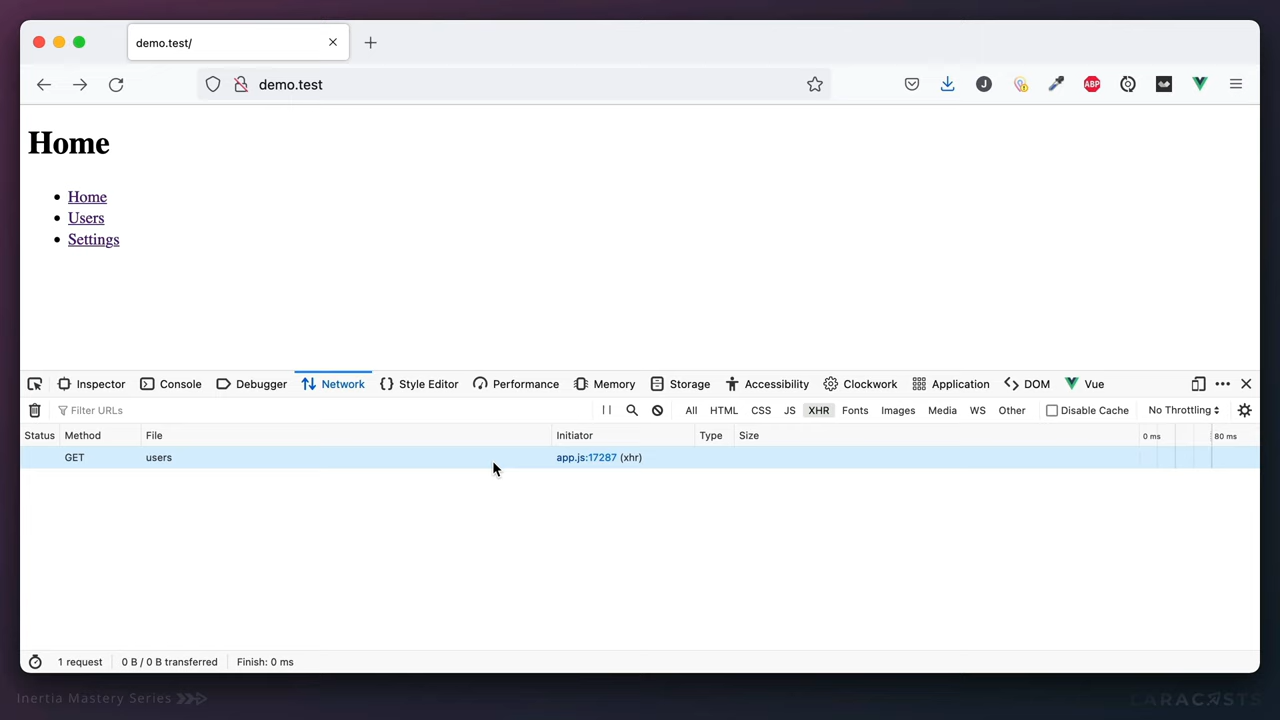 demo.test/
demo.test
J
ABP
Home
Home
Users
Settings
Inspector Console Debugger Network Style Editor Performance Memory Storage Accessibility Clockwork Application DOM Vue
Filter URLs All HTML CSS JS XHR Fonts Images Media WS Other Disable Cache No Throttling
Status Method File Initiator Type Size 0 ms 80 ms
GET users app.js:17287 (xhr)
1 request 0 B / 0 B transferred Finish: 0 ms
Inertia Mastery Series LARACASTS